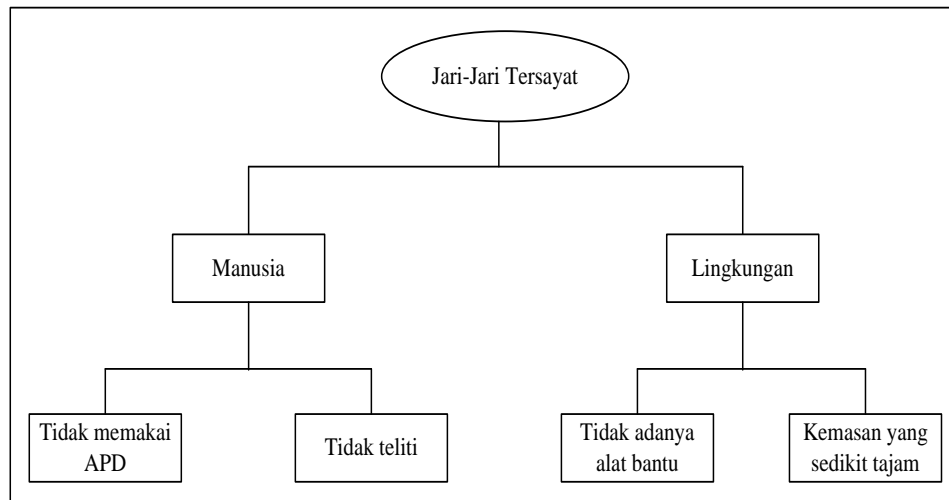 Jari-Jari Tersayat
Manusia
Lingkungan
Tidak memakai
APD
Tidak teliti
Tidak adanya
alat bantu
Kemasan yang
sedikit tajam